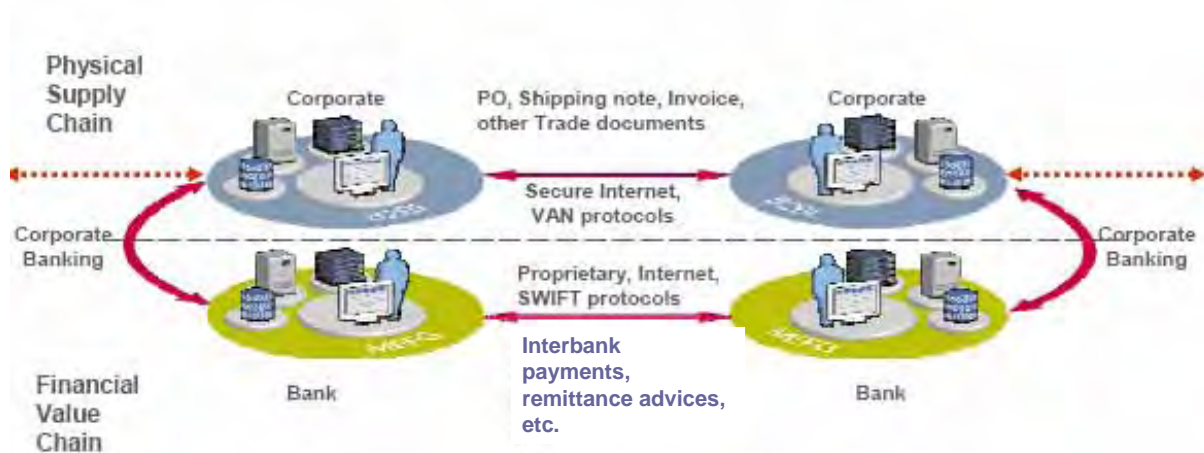 Physical
Supply
Chain
Corporate
PO, Shipping note, Invoice,
other Trade documents
Corporate
Secure Internet,
VAN protocols
Corporate
Banking
Corporate
Banking
Proprietary, Internet,
SWIFT protocols
Interbank
payments,
remittance advices,
etc.
Financial
Value
Chain
Bank
Bank